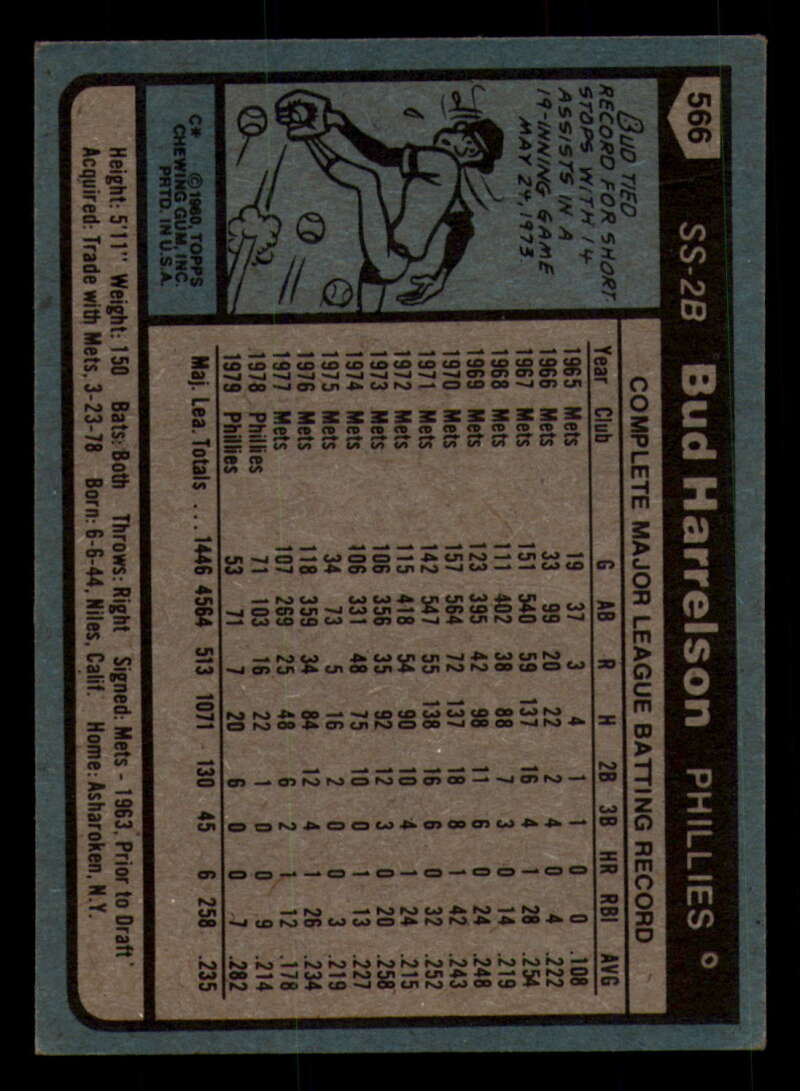 566 SS-2B Bud Harrelson PHILLIES
BUD TIED
RECORD FOR SHORT
STOPS WITH 14
ASSISTS IN A
19-INNING GAME
MAY 24, 1973
C* © 1980, TOPPS
CHEWING GUM, INC.
PRTD. IN U.S.A.
COMPLETE MAJOR LEAGUE BATTING RECORD
Year Club G AB R H 2B 3B HR RBI AVG
1965 Mets 19 37 3 4 1 1 0 0 .108
1966 Mets 33 99 20 22 2 4 0 4 .222
1967 Mets 151 540 59 137 16 4 1 28 .254
1968 Mets 111 402 38 88 7 3 0 14 .219
1969 Mets 123 395 42 98 11 6 0 24 .248
1970 Mets 157 564 72 137 18 8 1 42 .243
1971 Mets 142 547 55 138 16 6 0 32 .252
1972 Mets 115 418 54 90 10 4 1 24 .215
1973 Mets 106 356 35 92 12 3 0 20 .258
1974 Mets 106 331 48 75 10 0 1 13 .227
1975 Mets 34 73 5 16 2 0 0 3 .219
1976 Mets 118 359 34 84 12 4 1 26 .234
1977 Mets 107 269 25 48 6 2 1 12 .178
1978 Phillies 71 103 16 22 1 0 0 9 .214
1979 Phillies 53 71 7 20 6 0 0 7 .282
Maj. Lea. Totals ... 1446 4564 513 1071 130 45 6 258 .235
Height: 5'11" Weight: 150 Bats: Both Throws: Right Signed: Mets - 1963, Prior to Draft
Acquired: Trade with Mets, 3-23-78 Born: 6-6-44, Niles, Calif. Home: Asharoken, N.Y.